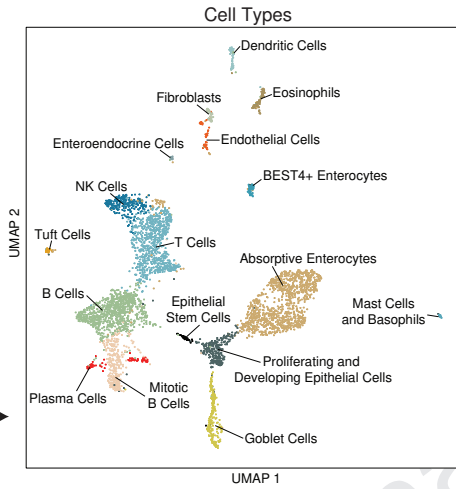 Cell Types
Dendritic Cells
Eosinophils
Fibroblasts
Endothelial Cells
Enteroendocrine Cells
BEST4+ Enterocytes
NK Cells
Tuft Cells
T Cells
Absorptive Enterocytes
B Cells
Epithelial
Stem Cells
Mast Cells
and Basophils
Proliferating and
Developing Epithelial Cells
Plasma Cells
Mitotic
B Cells
Goblet Cells
UMAP 2
UMAP 1